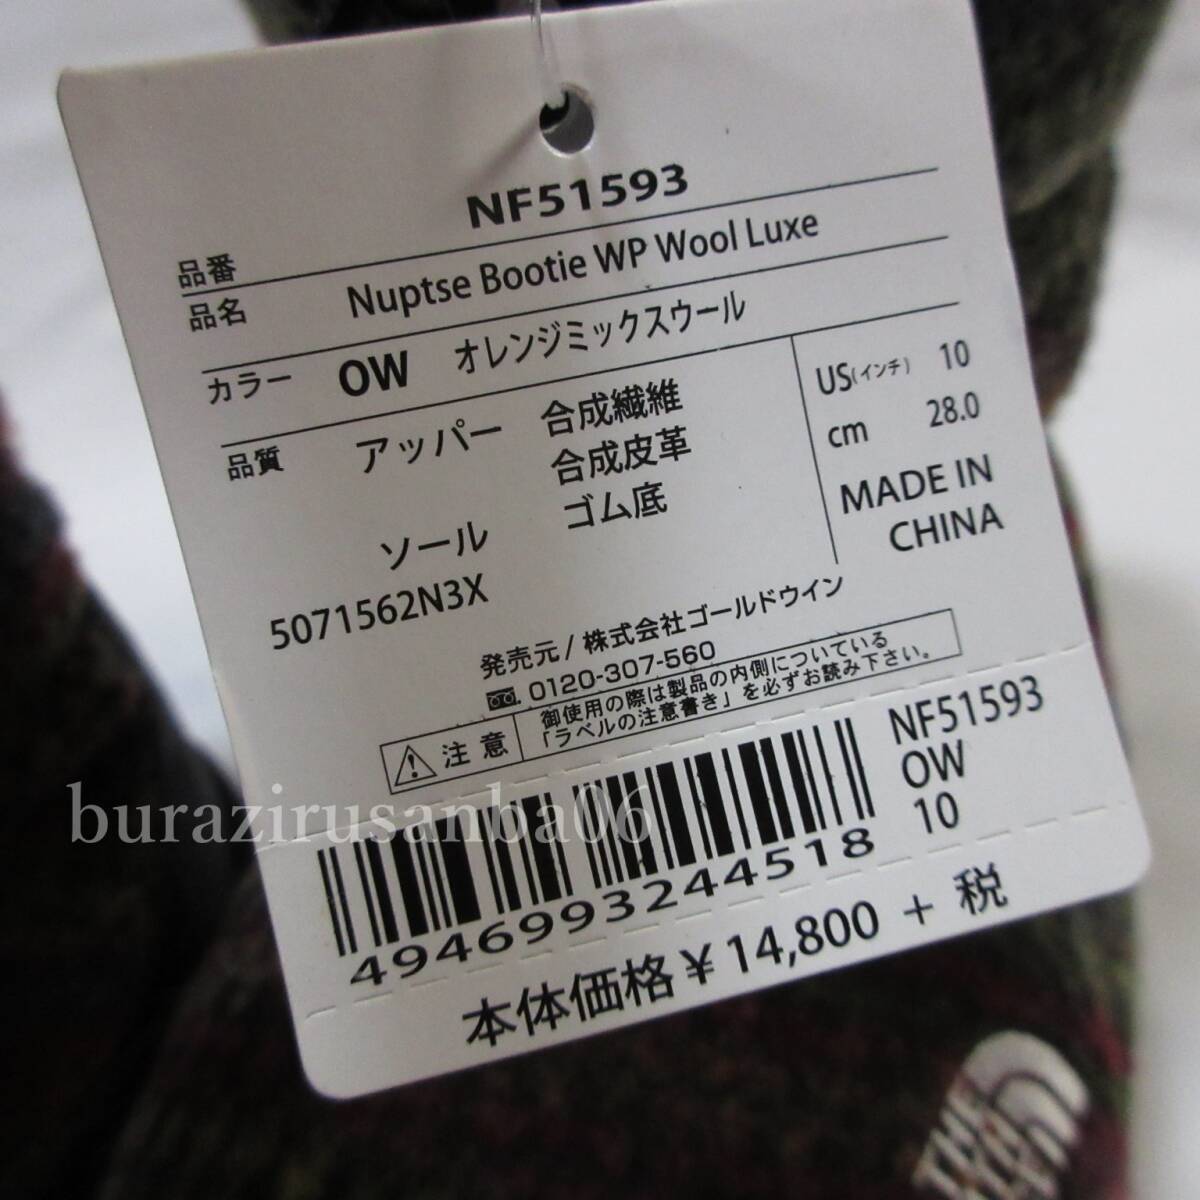 品番 NF51593
品名 Nuptse Bootie WP Wool Luxe
カラー OW オレンジミックスウール
品質 アッパー 合成繊維
合成皮革
ソール ゴム底
5071562N3X
US(インチ) 10
cm 28.0
MADE IN
CHINA
発売元/株式会社ゴールドウイン
0120-307-560
注意 御使用の際は製品の内側についている
「ラベルの注意書き」を必ずお読み下さい。
NF51593
OW
10
4946993244518
本体価格¥14,800+税
burazirusanba06
THE